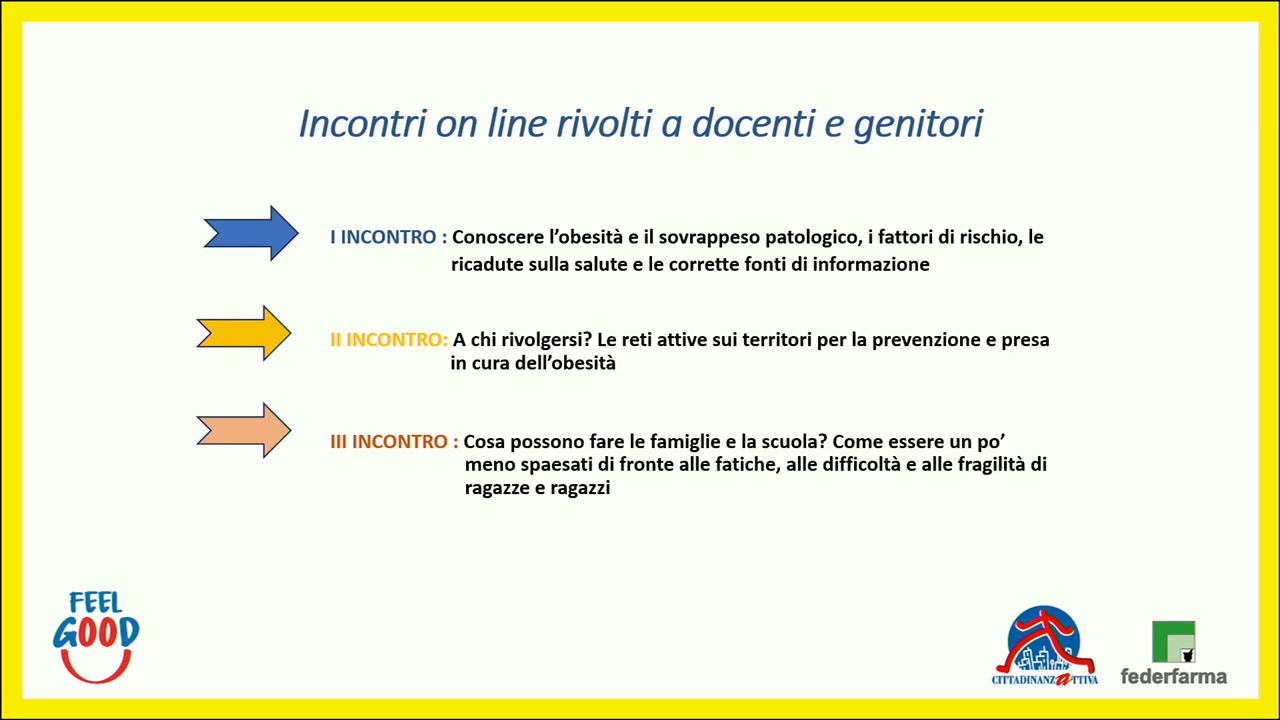 Incontri on line rivolti a docenti e genitori
I INCONTRO : Conoscere l’obesità e il sovrappeso patologico, i fattori di rischio, le
ricadute sulla salute e le corrette fonti di informazione
II INCONTRO: A chi rivolgersi? Le reti attive sui territori per la prevenzione e presa
in cura dell’obesità
III INCONTRO : Cosa possono fare le famiglie e la scuola? Come essere un po’
meno spaesati di fronte alle fatiche, alle difficoltà e alle fragilità di
ragazze e ragazzi
FEEL
GOOD
CITTADINANZATTIVA
federfarma